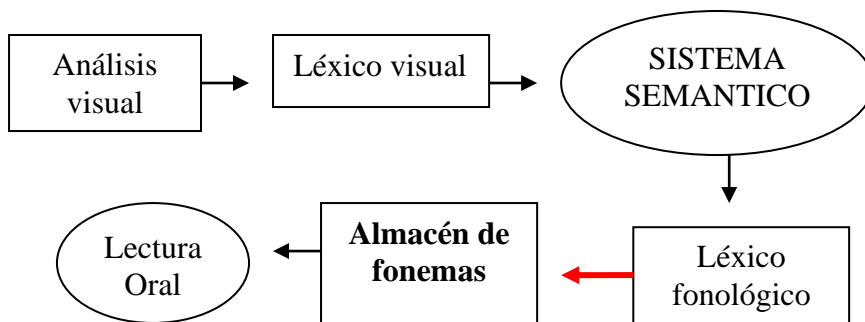 Análisis
visual
Léxico visual
SISTEMA
SEMANTICO
Lectura
Oral
Almacén de
fonemas
Léxico
fonológico